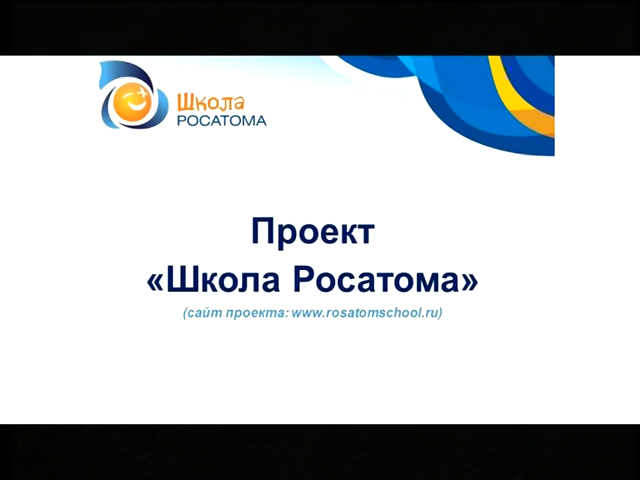 Школа
РОСАТОМА
Проект
«Школа Росатома»
(сайт проекта: www.rosatomschool.ru)